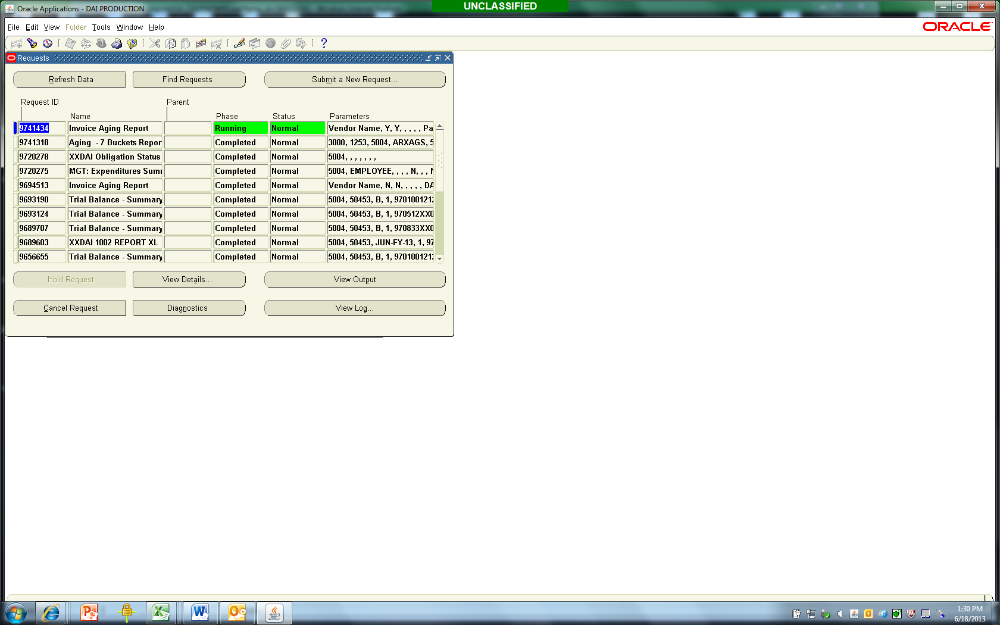 UNCLASSIFIED
Oracle Applications - DAI PRODUCTION
File Edit View Folder Tools Window Help
ORACLE
Requests
Refresh Data Find Requests Submit a New Request...
Request ID Parent
Name Phase Status Parameters
9741434 Invoice Aging Report Running Normal Vendor Name, Y, Y, , , , , Pa
9741318 Aging - 7 Buckets Repor Completed Normal 3000, 1253, 5004, ARXAGS, 5
9720278 XXDAI Obligation Status Completed Normal 5004, , , , , , ,
9720275 MGT: Expenditures Sum Completed Normal 5004, EMPLOYEE, , , , N, , , N
9694513 Invoice Aging Report Completed Normal Vendor Name, N, N, , , , , DA
9693190 Trial Balance - Summary Completed Normal 5004, 50453, B, 1, 9701001212
9693124 Trial Balance - Summary Completed Normal 5004, 50453, B, 1, 970512XX0
9689707 Trial Balance - Summary Completed Normal 5004, 50453, B, 1, 970833XX0
9689603 XXDAI 1002 REPORT XL Completed Normal 5004, 50453, JUN-FY-13, 1, 97
9656655 Trial Balance - Summary Completed Normal 5004, 50453, B, 1, 9701001212
Hold Request View Details... View Output
Cancel Request Diagnostics View Log...
1:30 PM
6/18/2013